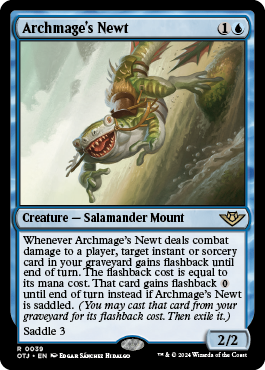 Archmage's Newt 1
Creature — Salamander Mount
Whenever Archmage's Newt deals combat
damage to a player, target instant or sorcery
card in your graveyard gains flashback until
end of turn. The flashback cost is equal to
its mana cost. That card gains flashback 0
until end of turn instead if Archmage's Newt
is saddled. (You may cast that card from your
graveyard for its flashback cost. Then exile it.)
Saddle 3
2/2
R 0039
OTJ • EN Edgar Sánchez Hidalgo
™ & © 2024 Wizards of the Coast